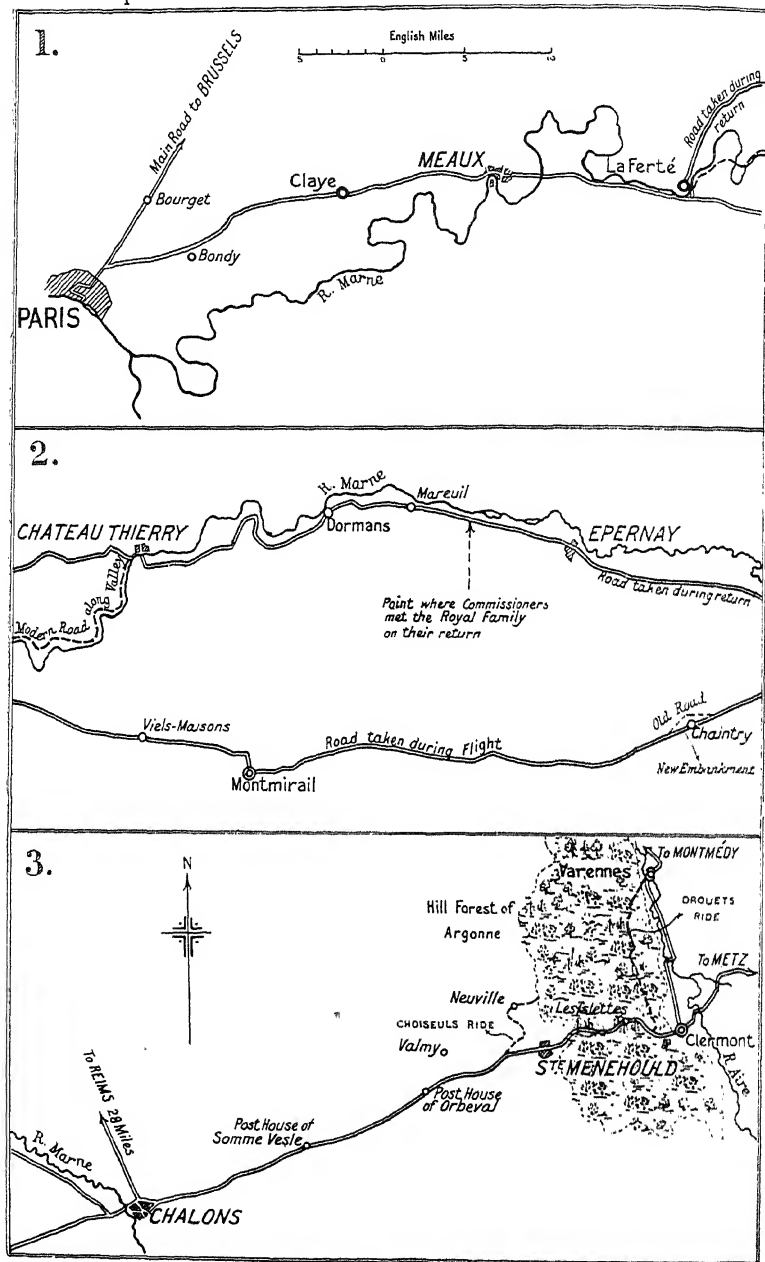 1.
English Miles
5 0 5 10
Main Road to BRUSSELS
Road taken during
return
MEAUX
La Ferté
Claye
Bourget
Bondy
R. Marne
PARIS
2.
R. Marne
Mareuil
CHATEAU THIERRY
Dormans
EPERNAY
Road taken during return
Point where Commissioners
met the Royal Family
on their return
Modern Road along Valley
Old Road
Viels-Maisons
Road taken during Flight
Chaintry
New Embankment
Montmirail
3.
N
To MONTMÉDY
Varennes
Hill Forest of
Argonne
DROUETS
RIDE
To METZ
Neuville
Les Islettes
CHOISEULS RIDE
Clermont
Valmy
STE MENEHOULD
R. Aire
Post House
of Orbeval
To REIMS 28 Miles
Post House of
Somme Vesle
R. Marne
CHALONS